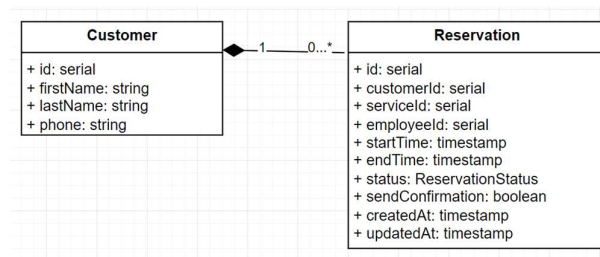 Customer
+ id: serial
+ firstName: string
+ lastName: string
+ phone: string
1
0...*
Reservation
+ id: serial
+ customerId: serial
+ serviceId: serial
+ employeeId: serial
+ startTime: timestamp
+ endTime: timestamp
+ status: ReservationStatus
+ sendConfirmation: boolean
+ createdAt: timestamp
+ updatedAt: timestamp